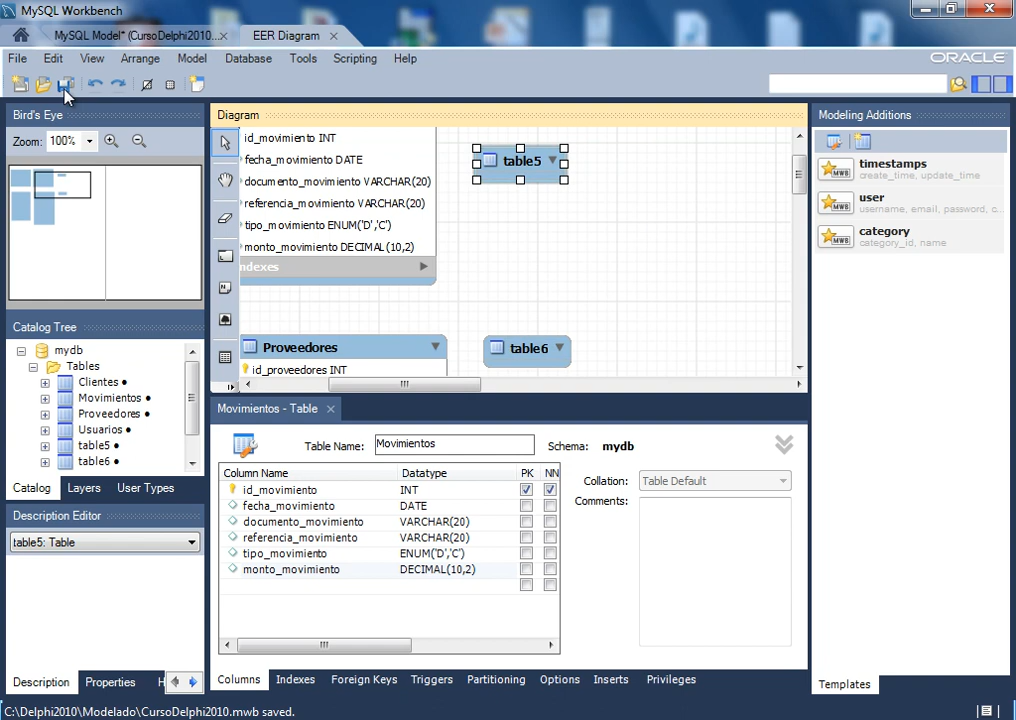 MySQL Workbench
MySQL Model* (CursoDelphi2010.... × EER Diagram ×
File Edit View Arrange Model Database Tools Scripting Help
ORACLE
Bird's Eye
Zoom: 100%
Catalog Tree
mydb
Tables
Clientes
Movimientos
Proveedores
Usuarios
table5
table6
Catalog Layers User Types
Description Editor
table5: Table
Description Properties H
Diagram
id_movimiento INT
fecha_movimiento DATE
documento_movimiento VARCHAR(20)
referencia_movimiento VARCHAR(20)
tipo_movimiento ENUM('D','C')
monto_movimiento DECIMAL(10,2)
ndexes
table5
Proveedores
id_proveedores INT
table6
Movimientos - Table ×
Table Name: Movimientos Schema: mydb
Column Name Datatype PK NN
id_movimiento INT
fecha_movimiento DATE
documento_movimiento VARCHAR(20)
referencia_movimiento VARCHAR(20)
tipo_movimiento ENUM('D','C')
monto_movimiento DECIMAL(10,2)
Collation: Table Default
Comments:
Columns Indexes Foreign Keys Triggers Partitioning Options Inserts Privileges
Modeling Additions
MWB timestamps
create_time, update_time
MWB user
username, email, password, c...
MWB category
category_id, name
Templates
C:\Delphi2010\Modelado\CursoDelphi2010.mwb saved.